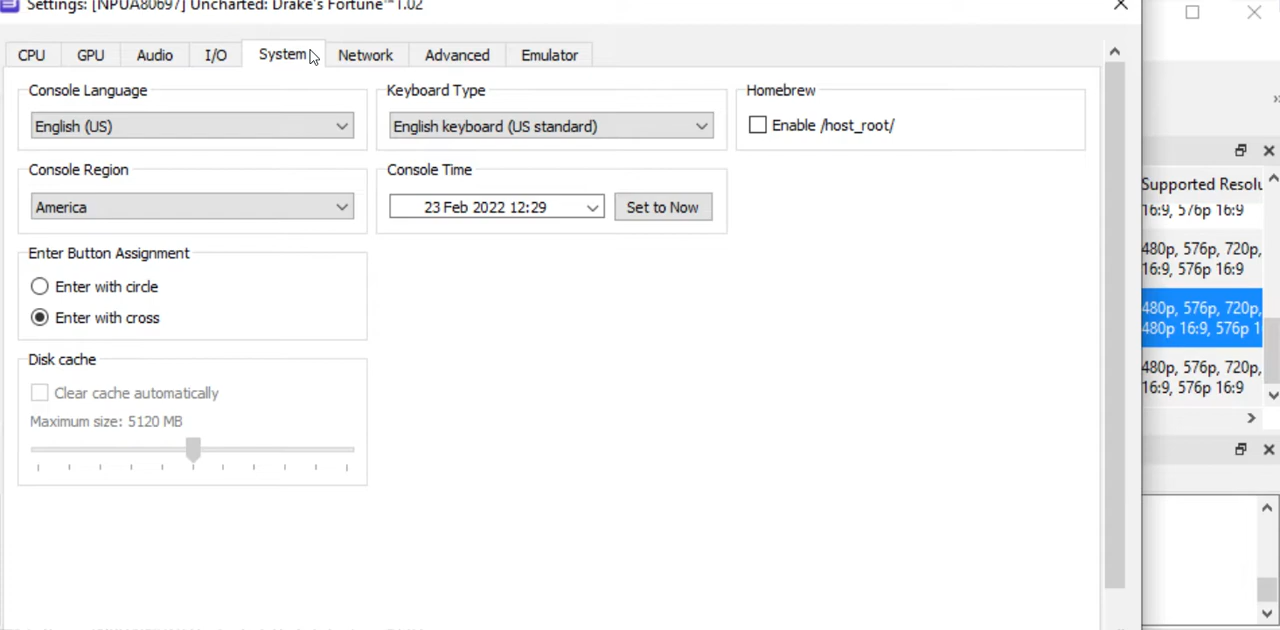 Settings: [NPUA80697] Uncharted: Drake's Fortune™ 1.02
CPU GPU Audio I/O System Network Advanced Emulator
Console Language
English (US)
Keyboard Type
English keyboard (US standard)
Homebrew
Enable /host_root/
Console Region
America
Console Time
23 Feb 2022 12:29
Set to Now
Enter Button Assignment
Enter with circle
Enter with cross
Disk cache
Clear cache automatically
Maximum size: 5120 MB
Supported Resolu
16:9, 576p 16:9
480p, 576p, 720p,
16:9, 576p 16:9
480p, 576p, 720p,
480p 16:9, 576p 1
480p, 576p, 720p,
16:9, 576p 16:9